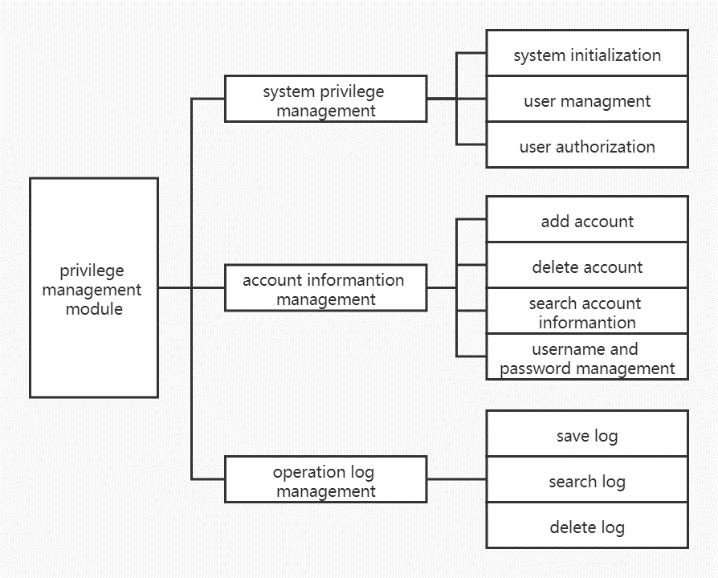 privilege
management
module
system privilege
management
system initialization
user managment
user authorization
account informantion
management
add account
delete account
search account
informantion
username and
password management
operation log
management
save log
search log
delete log